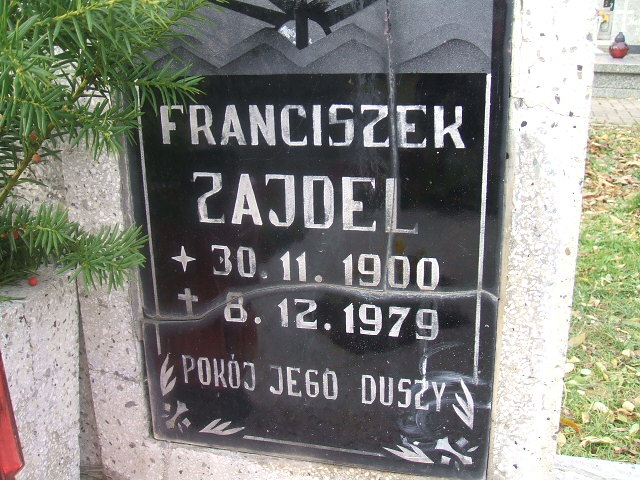 FRANCISZEK
ZAJDEL
30. 11. 1900
8. 12. 1979
POKÓJ JEGO DUSZY